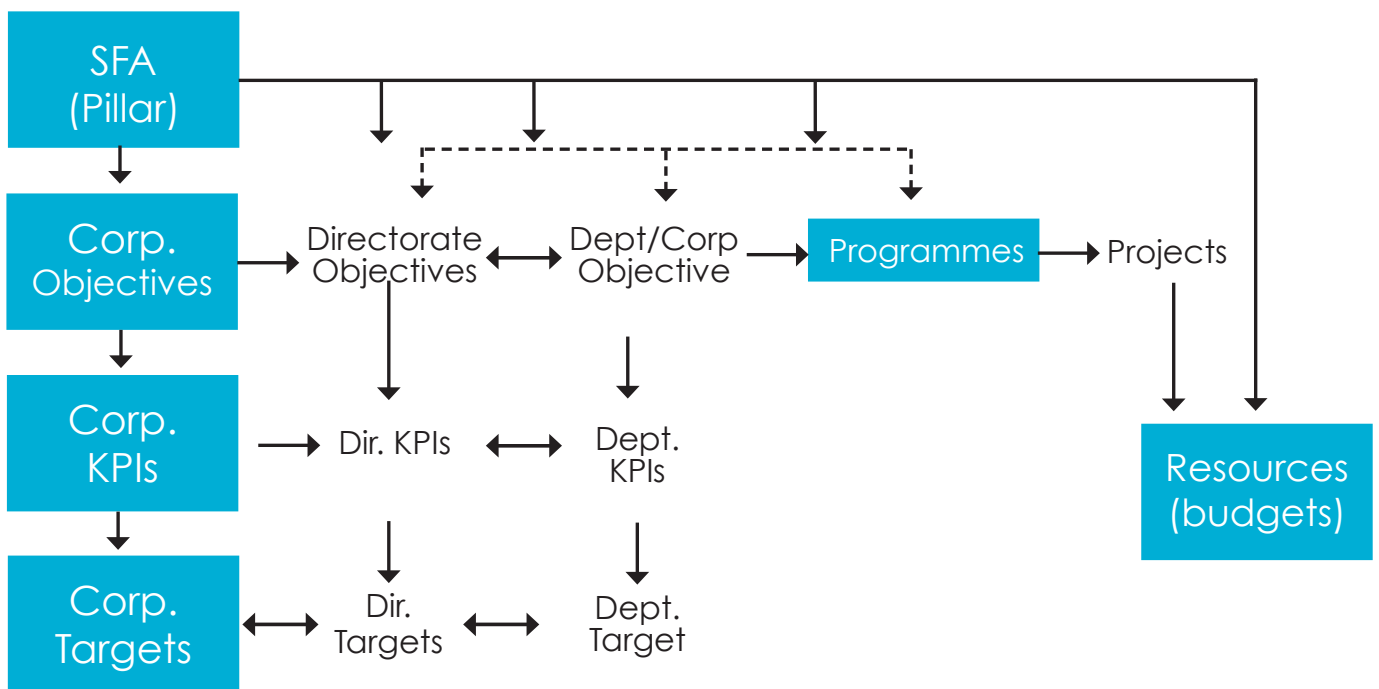 SFA
(Pillar)
Corp.
Objectives
Directorate
Objectives
Dept/Corp
Objective
Programmes
Projects
Corp.
KPIs
Dir. KPIs
Dept.
KPIs
Resources
(budgets)
Corp.
Targets
Dir.
Targets
Dept.
Target